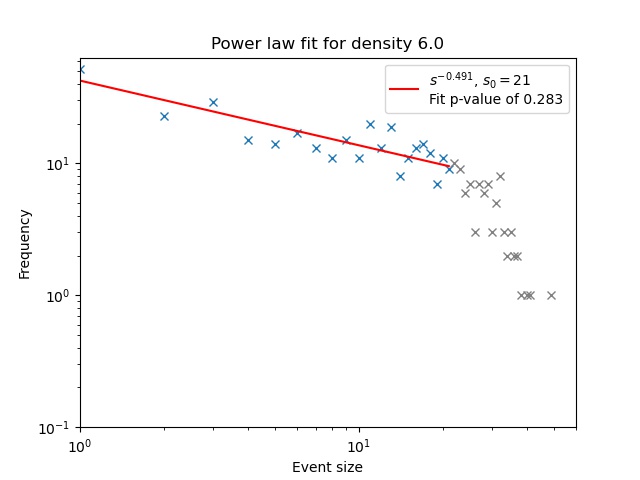 Power law fit for density 6.0
s^{-0.491}, s_0 = 21
Fit p-value of 0.283
Frequency
10^1
10^0
10^{-1}
10^0
10^1
Event size